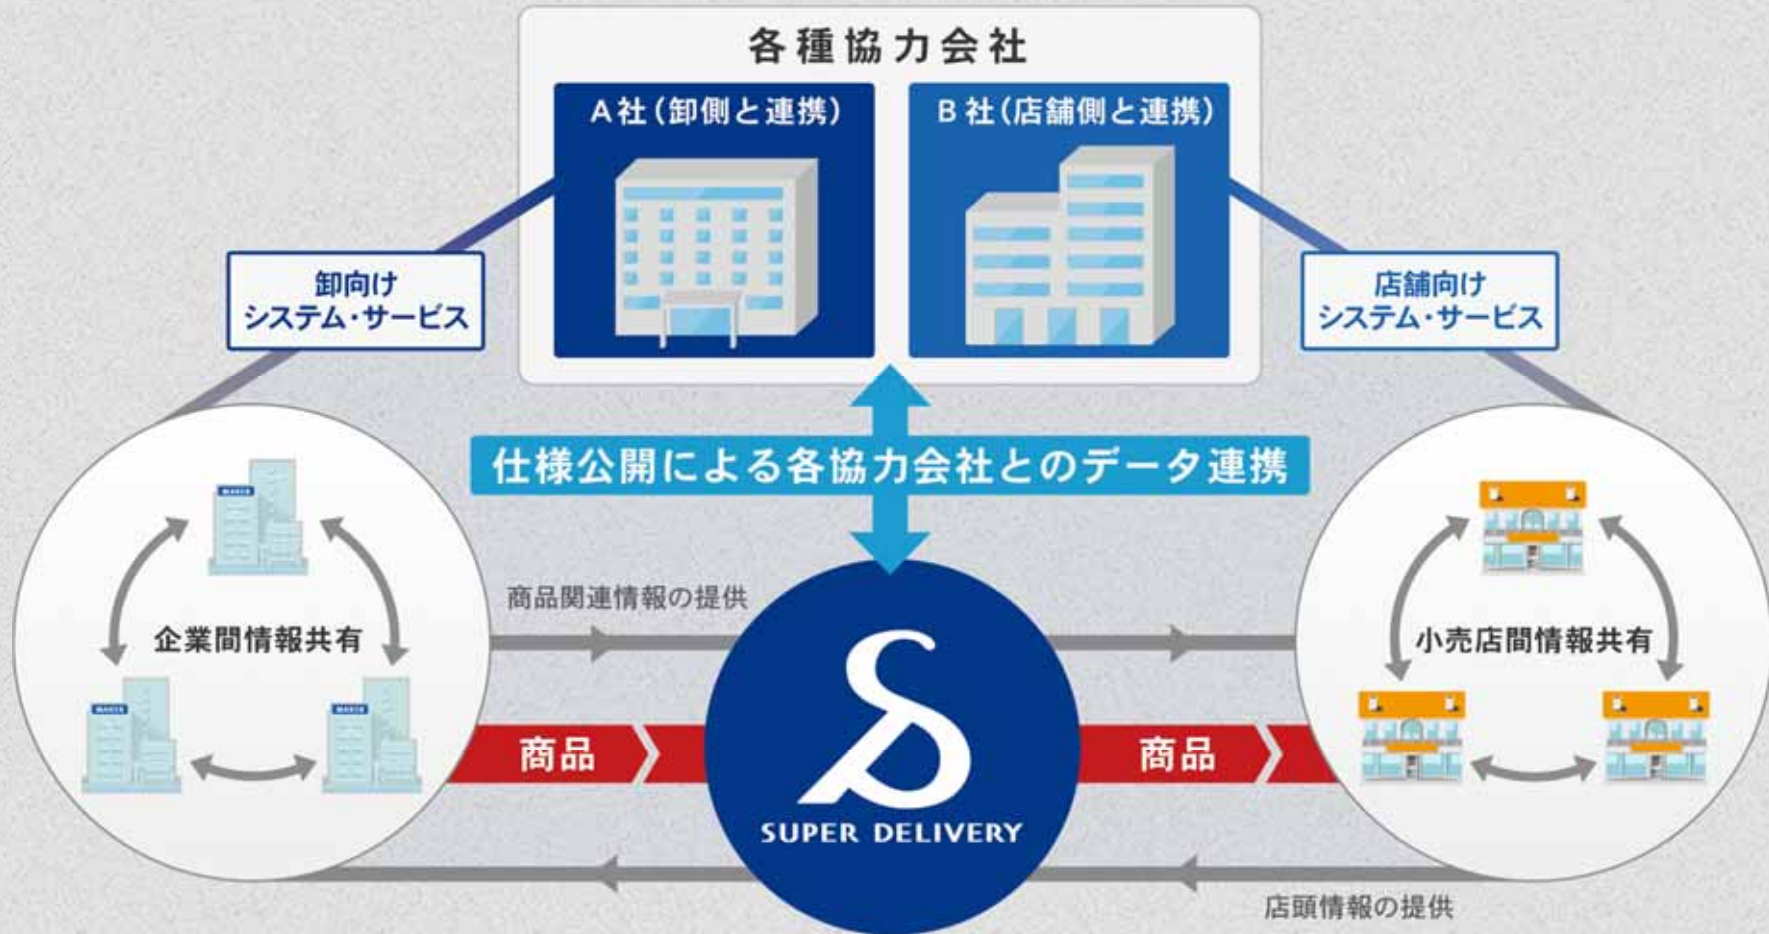 各種協力会社
A社(卸側と連携)
B社(店舗側と連携)
卸向け
システム・サービス
店舗向け
システム・サービス
仕様公開による各協力会社とのデータ連携
MAKER
商品関連情報の提供
企業間情報共有
小売店間情報共有
MAKER
MAKER
商品
商品
SUPER DELIVERY
店頭情報の提供